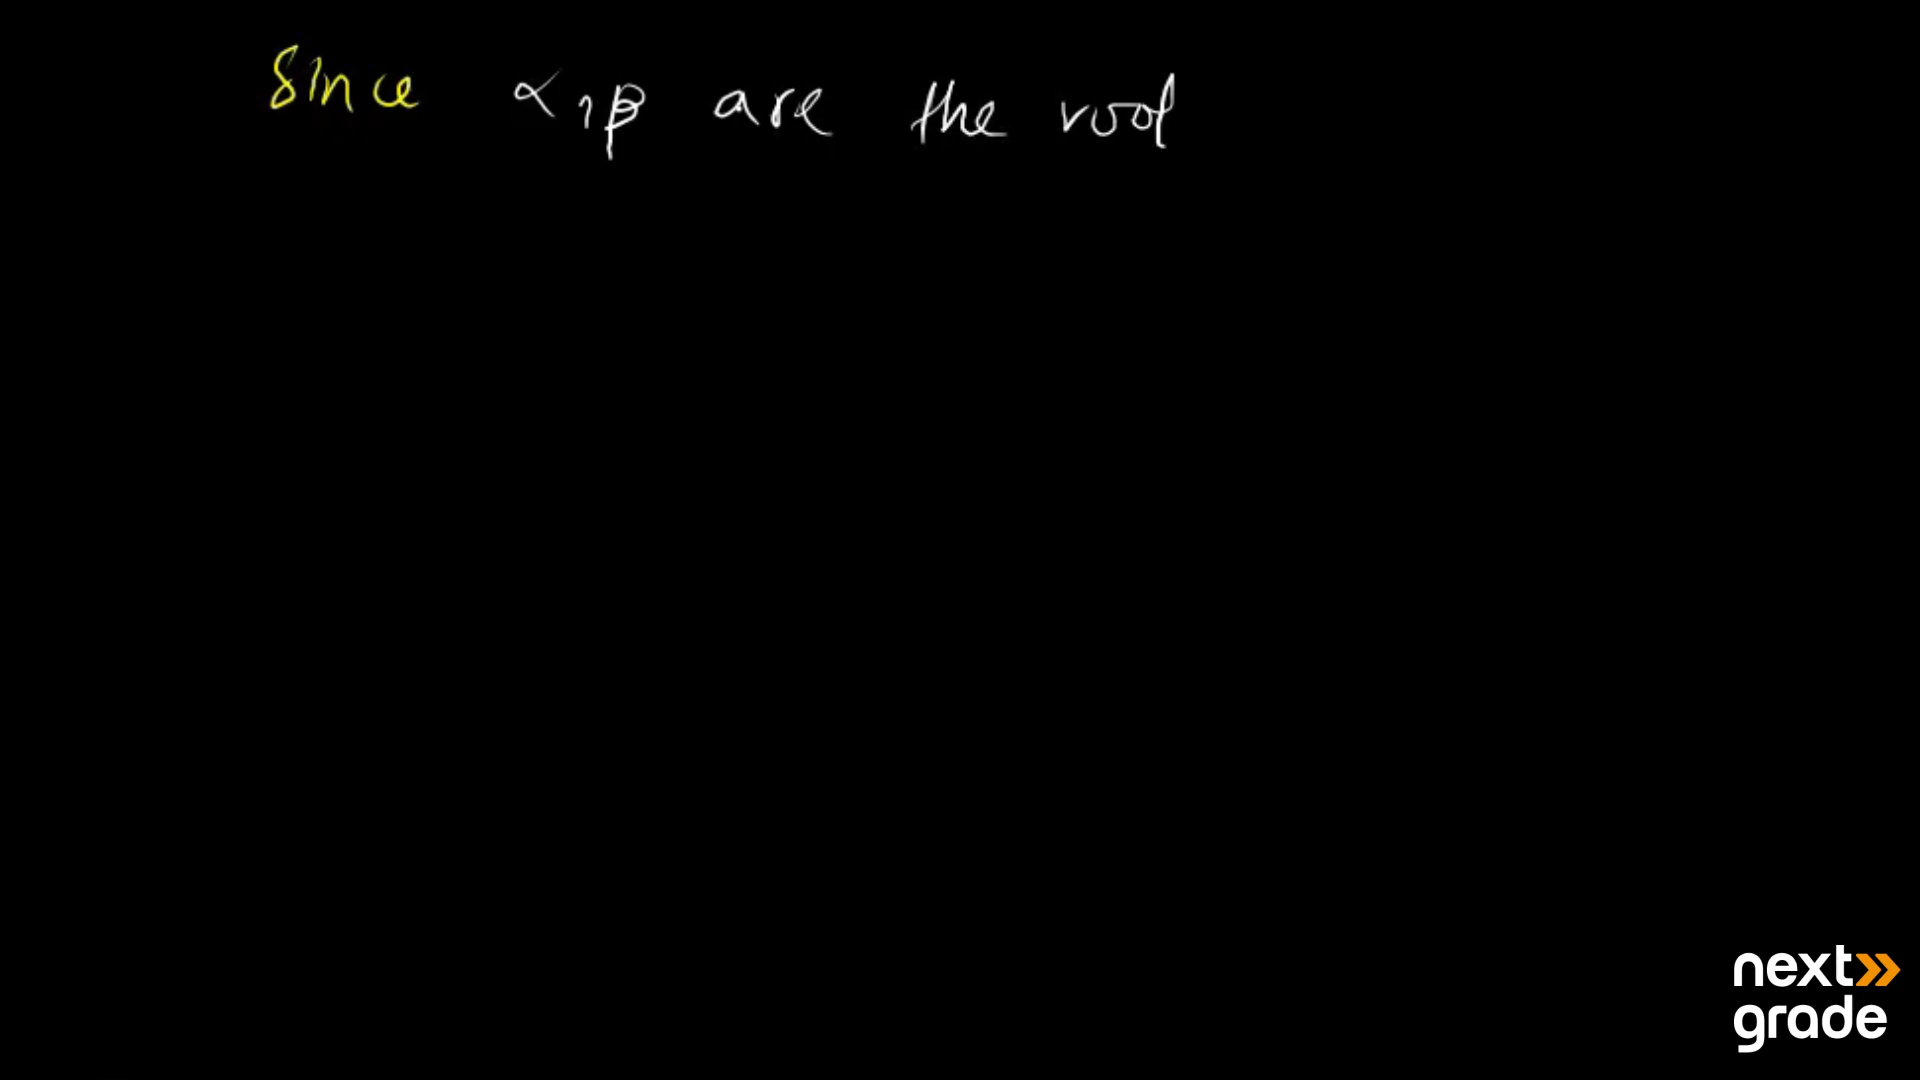 Since α, β are the root
next
grade